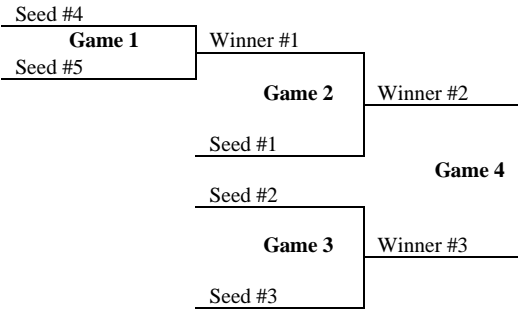 Seed #4
Game 1
Winner #1
Seed #5
Game 2
Winner #2
Seed #1
Game 4
Seed #2
Game 3
Winner #3
Seed #3